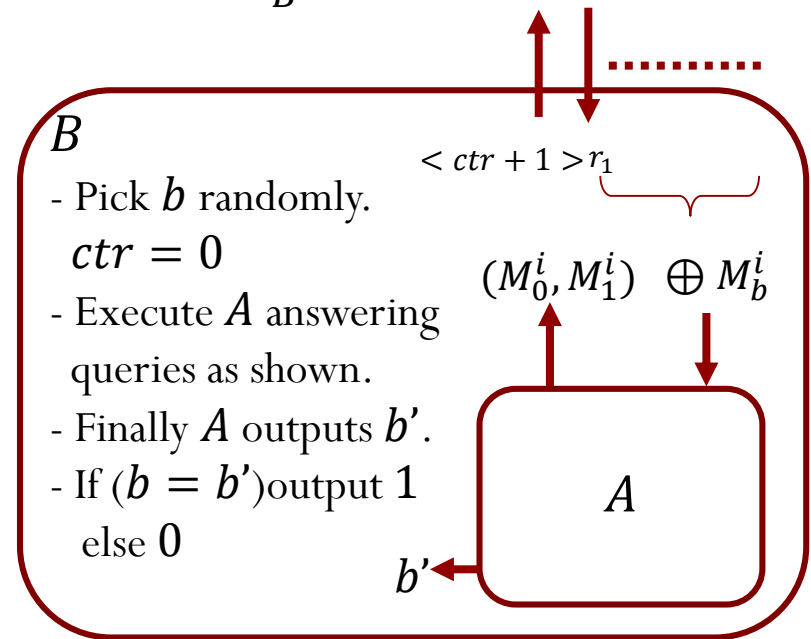 B
B
< ctr + 1 > r₁
- Pick b randomly.
ctr = 0
(M₀ⁱ, M₁ⁱ) ⊕ M_bⁱ
- Execute A answering
queries as shown.
- Finally A outputs b’.
- If (b = b’)output 1
else 0
A
b’